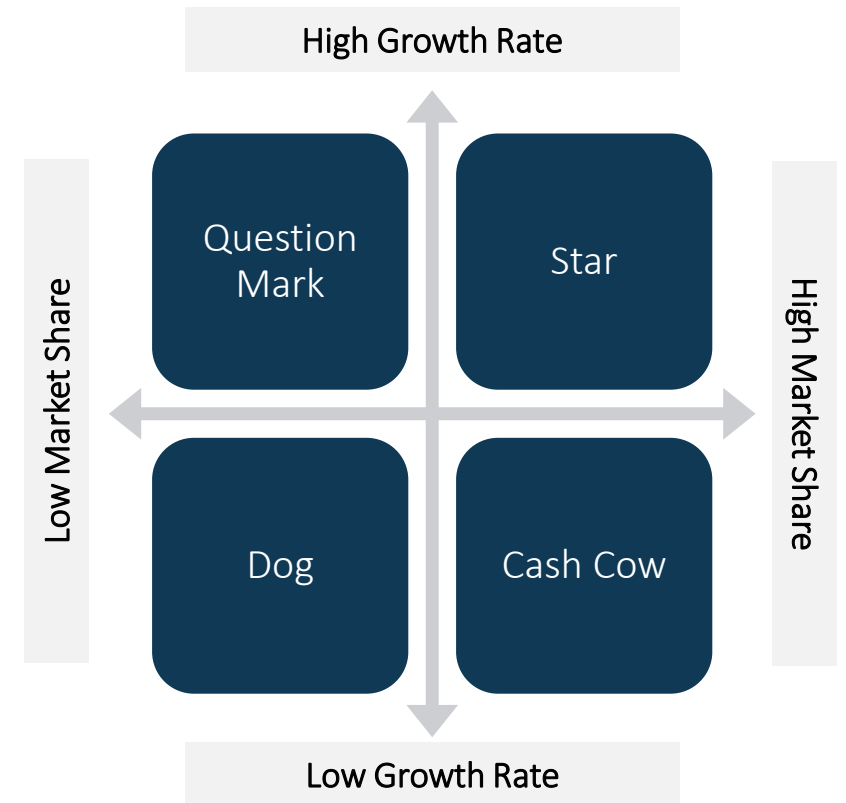 High Growth Rate
Question
Mark
Star
Low Market Share
High Market Share
Dog
Cash Cow
Low Growth Rate